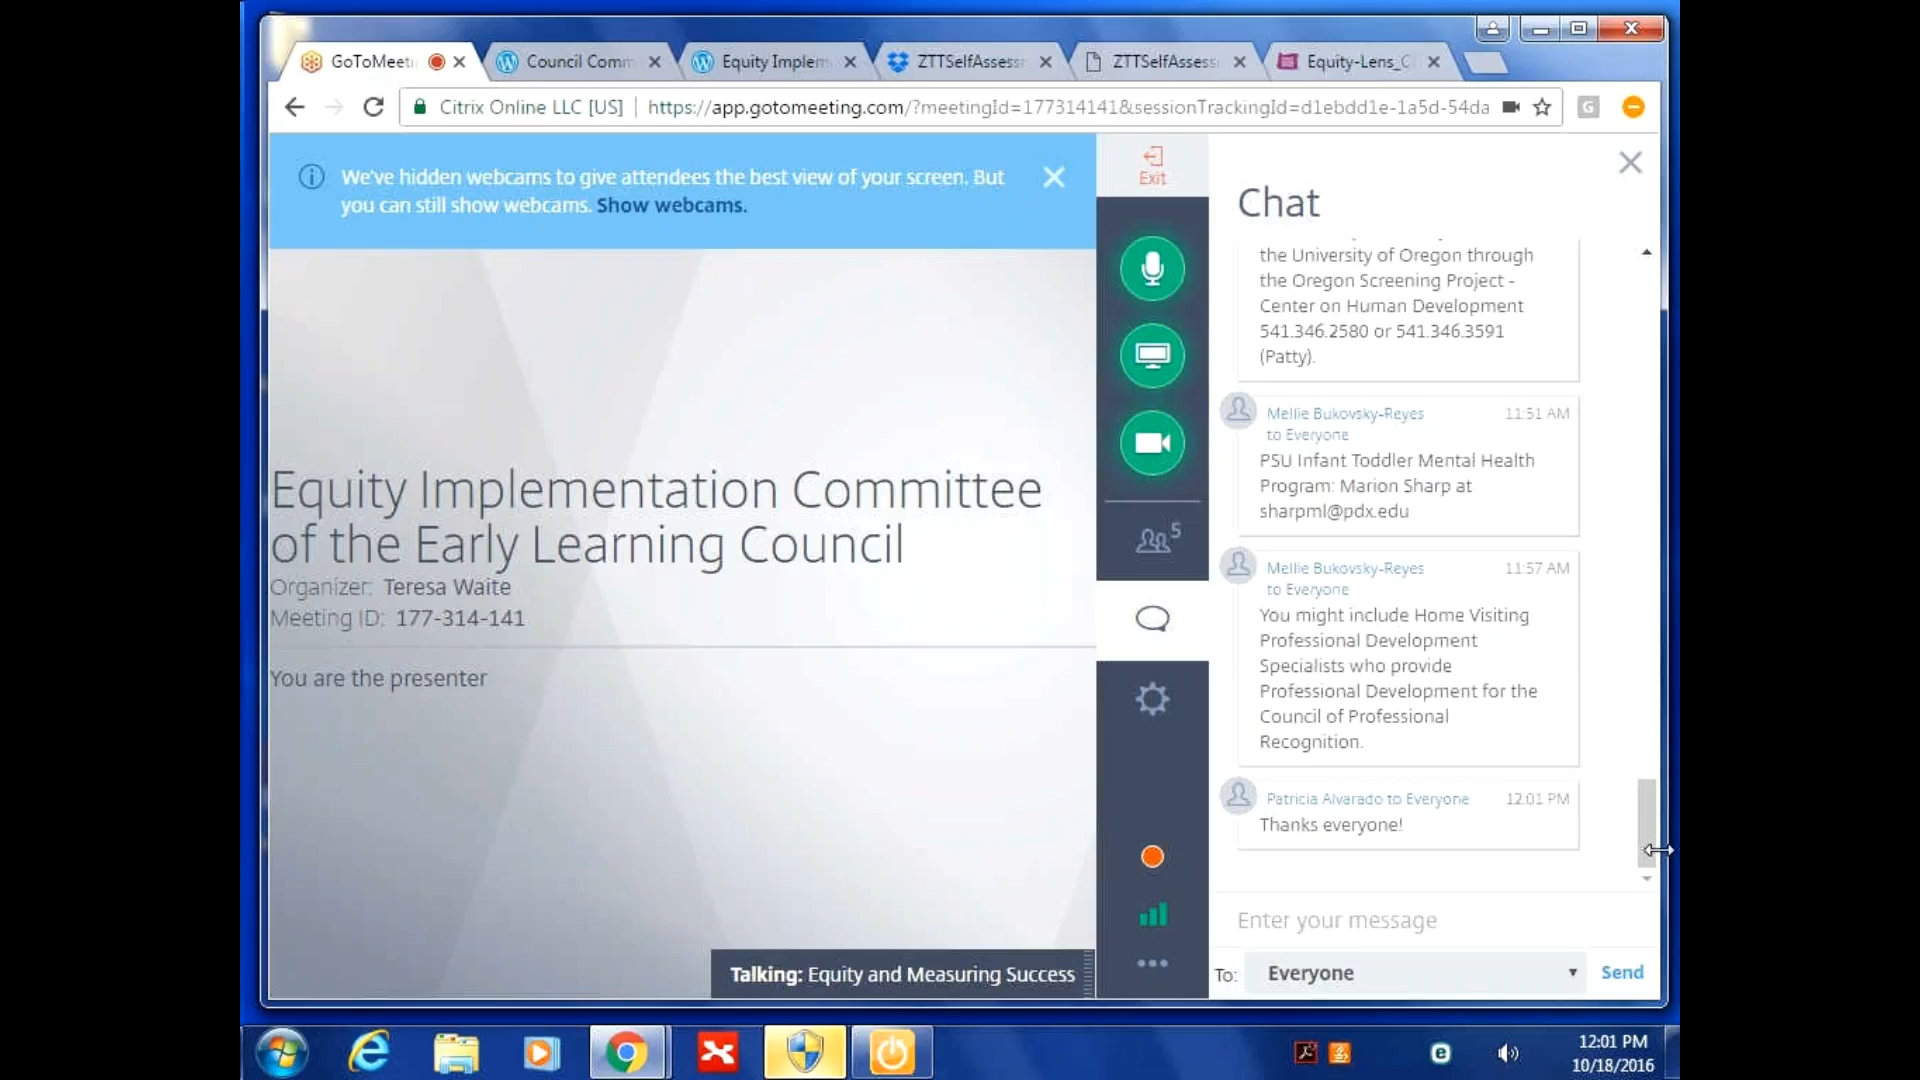 GoToMeeti
Council Comm
Equity Implem
ZTTSelfAssess
ZTTSelfAssess
Equity-Lens_C
Citrix Online LLC [US]
https://app.gotomeeting.com/?meetingId=177314141&sessionTrackingId=d1ebdd1e-1a5d-54da
G
We've hidden webcams to give attendees the best view of your screen. But
you can still show webcams. Show webcams.
Equity Implementation Committee
of the Early Learning Council
Organizer: Teresa Waite
Meeting ID: 177-314-141
You are the presenter
Talking: Equity and Measuring Success
Exit
5
Chat
the University of Oregon through
the Oregon Screening Project -
Center on Human Development
541.346.2580 or 541.346.3591
(Patty).
Mellie Bukovsky-Reyes 11:51 AM
to Everyone
PSU Infant Toddler Mental Health
Program: Marion Sharp at
sharpml@pdx.edu
Mellie Bukovsky-Reyes 11:57 AM
to Everyone
You might include Home Visiting
Professional Development
Specialists who provide
Professional Development for the
Council of Professional
Recognition.
Patricia Alvarado to Everyone 12:01 PM
Thanks everyone!
Enter your message
To: Everyone Send
12:01 PM
10/18/2016